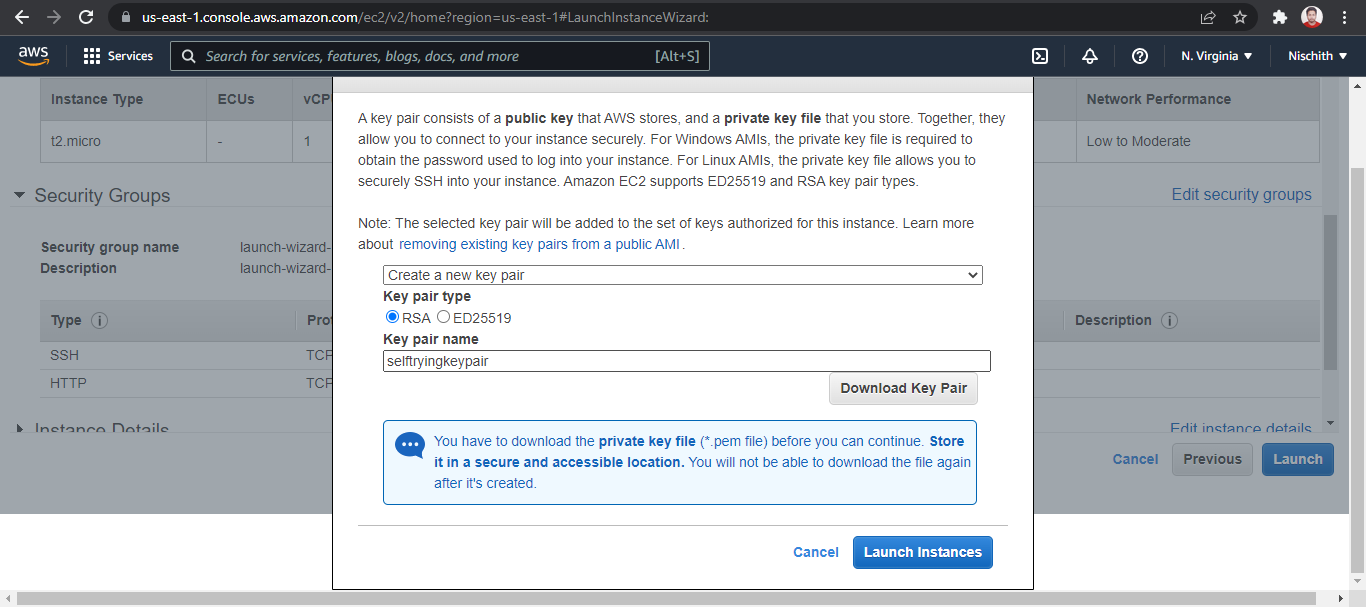 us-east-1.console.aws.amazon.com/ec2/v2/home?region=us-east-1#LaunchInstanceWizard:
aws Services Search for services, features, blogs, docs, and more [Alt+S] N. Virginia Nischith
Instance Type ECUs vCP Network Performance
t2.micro - 1 Low to Moderate
Security Groups Edit security groups
Security group name launch-wizard-
Description launch-wizard-
Type Prot Description
SSH TCP
HTTP TCP
Instance Details Edit instance details
Cancel Previous Launch
A key pair consists of a public key that AWS stores, and a private key file that you store. Together, they
allow you to connect to your instance securely. For Windows AMIs, the private key file is required to
obtain the password used to log into your instance. For Linux AMIs, the private key file allows you to
securely SSH into your instance. Amazon EC2 supports ED25519 and RSA key pair types.
Note: The selected key pair will be added to the set of keys authorized for this instance. Learn more
about removing existing key pairs from a public AMI.
Create a new key pair
Key pair type
RSA ED25519
Key pair name
selftryingkeypair
Download Key Pair
You have to download the private key file (*.pem file) before you can continue. Store
it in a secure and accessible location. You will not be able to download the file again
after it's created.
Cancel Launch Instances